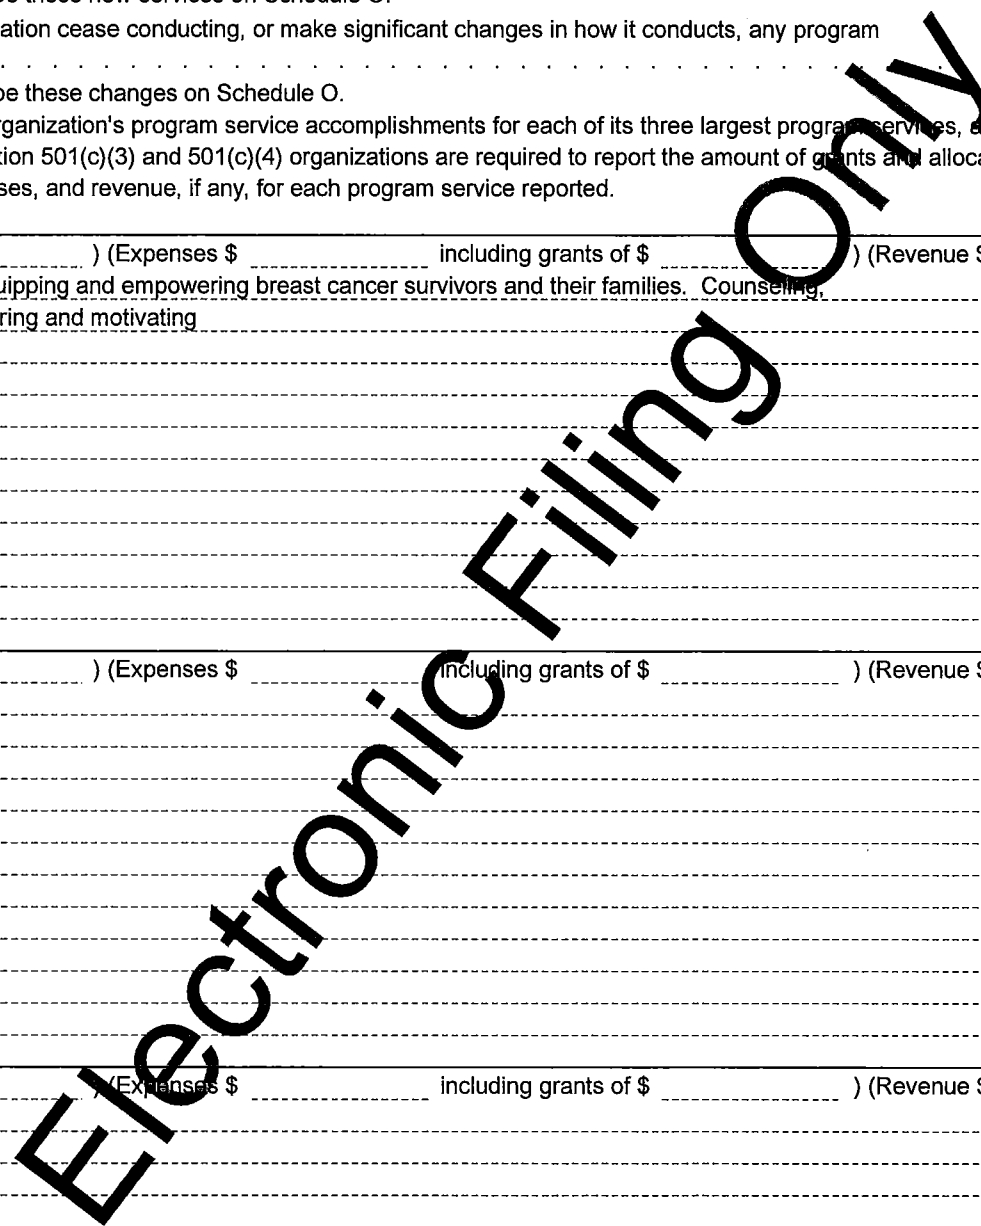 ation cease conducting, or make significant changes in how it conducts, any program
be these changes on Schedule O.
rganization's program service accomplishments for each of its three largest program services, a
tion 501(c)(3) and 501(c)(4) organizations are required to report the amount of grants and alloca
ses, and revenue, if any, for each program service reported.
) (Expenses $ including grants of $ ) (Revenue $
uipping and empowering breast cancer survivors and their families. Counseling,
ring and motivating
) (Expenses $ including grants of $ ) (Revenue $
) (Expenses $ including grants of $ ) (Revenue $
Electronic Filing Only